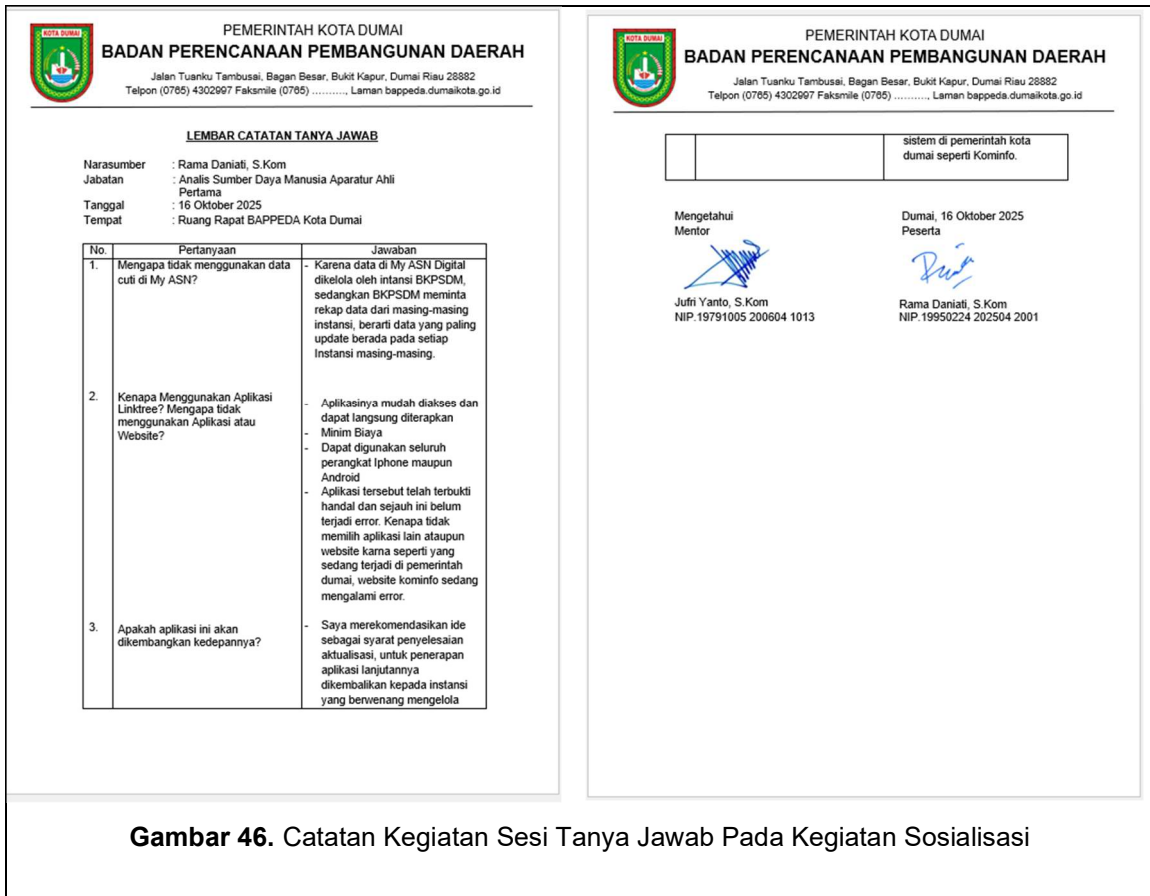 KOTA DUMAI
PEMERINTAH KOTA DUMAI
BADAN PERENCANAAN PEMBANGUNAN DAERAH
Jalan Tuanku Tambusai, Bagan Besar, Bukit Kapur, Dumai Riau 28882
Telpon (0765) 4302997 Faksmile (0765) .........., Laman bappeda.dumaikota.go.id
LEMBAR CATATAN TANYA JAWAB
Narasumber : Rama Daniati, S.Kom
Jabatan : Analis Sumber Daya Manusia Aparatur Ahli
Pertama
Tanggal : 16 Oktober 2025
Tempat : Ruang Rapat BAPPEDA Kota Dumai
No. Pertanyaan Jawaban
1. Mengapa tidak menggunakan data
cuti di My ASN?
- Karena data di My ASN Digital
dikelola oleh intansi BKPSDM,
sedangkan BKPSDM meminta
rekap data dari masing-masing
instansi, berarti data yang paling
update berada pada setiap
Instansi masing-masing.
2. Kenapa Menggunakan Aplikasi
Linktree? Mengapa tidak
menggunakan Aplikasi atau
Website?
- Aplikasinya mudah diakses dan
dapat langsung diterapkan
- Minim Biaya
- Dapat digunakan seluruh
perangkat Iphone maupun
Android
- Aplikasi tersebut telah terbukti
handal dan sejauh ini belum
terjadi error. Kenapa tidak
memilih aplikasi lain ataupun
website karna seperti yang
sedang terjadi di pemerintah
dumai, website kominfo sedang
mengalami error.
3. Apakah aplikasi ini akan
dikembangkan kedepannya?
- Saya merekomendasikan ide
sebagai syarat penyelesaian
aktualisasi, untuk penerapan
aplikasi lanjutannya
dikembalikan kepada instansi
yang berwenang mengelola
KOTA DUMAI
PEMERINTAH KOTA DUMAI
BADAN PERENCANAAN PEMBANGUNAN DAERAH
Jalan Tuanku Tambusai, Bagan Besar, Bukit Kapur, Dumai Riau 28882
Telpon (0765) 4302997 Faksmile (0765) .........., Laman bappeda.dumaikota.go.id
sistem di pemerintah kota
dumai seperti Kominfo.
Mengetahui
Mentor
Jufri Yanto, S.Kom
NIP.19791005 200604 1013
Dumai, 16 Oktober 2025
Peserta
Rama Daniati, S.Kom
NIP.19950224 202504 2001
Gambar 46. Catatan Kegiatan Sesi Tanya Jawab Pada Kegiatan Sosialisasi